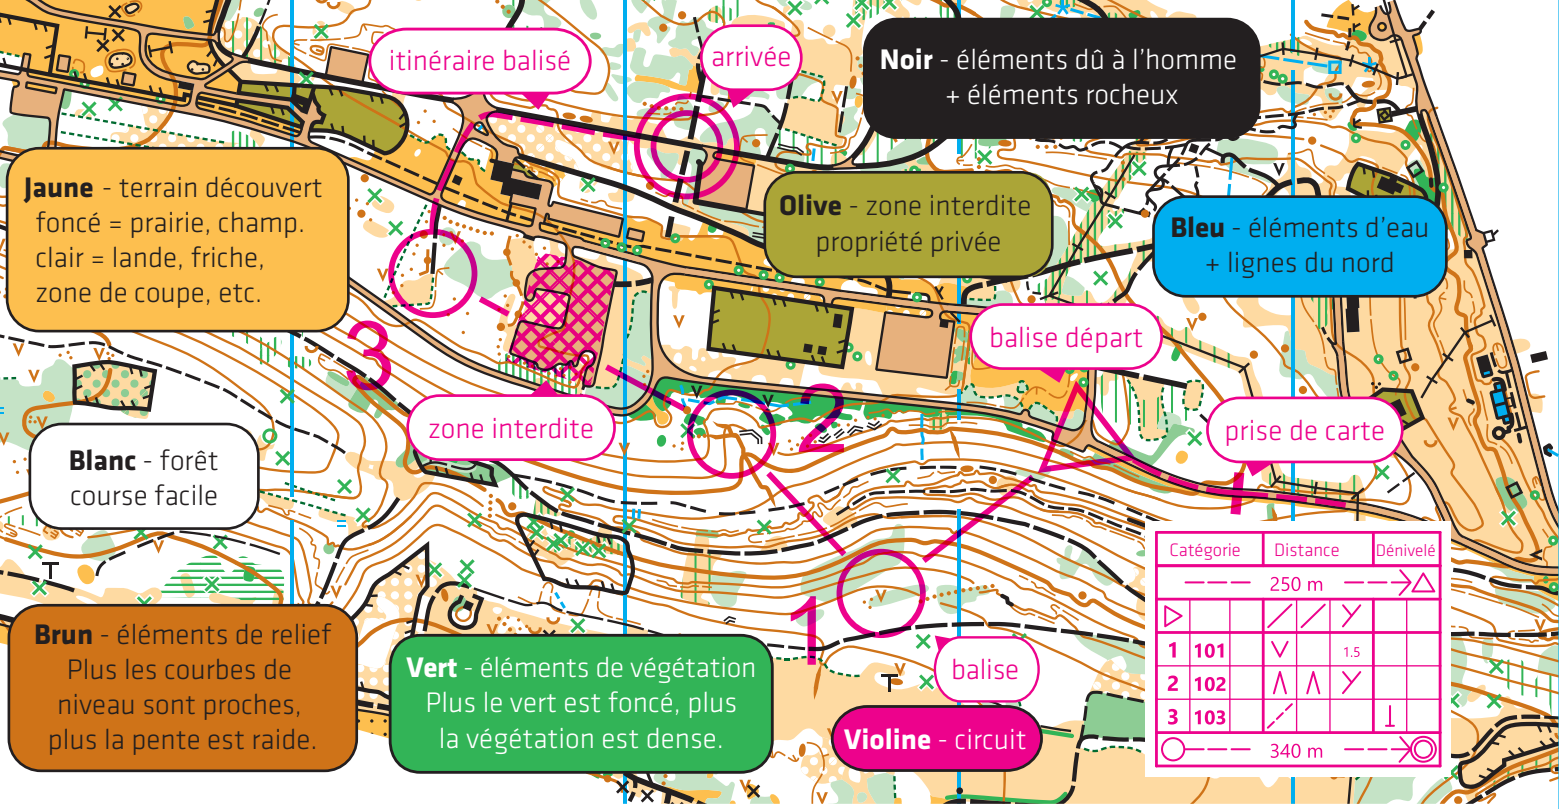 itinéraire balisé
arrivée
Noir - éléments dû à l'homme
+ éléments rocheux
Jaune - terrain découvert
foncé = prairie, champ.
clair = lande, friche,
zone de coupe, etc.
Olive - zone interdite
propriété privée
Bleu - éléments d'eau
+ lignes du nord
balise départ
3
2
zone interdite
prise de carte
Blanc - forêt
course facile
1
Brun - éléments de relief
Plus les courbes de
niveau sont proches,
plus la pente est raide.
Vert - éléments de végétation
Plus le vert est foncé, plus
la végétation est dense.
balise
Violine - circuit
Catégorie Distance Dénivelé
250 m
1 101 1.5
2 102
3 103
340 m